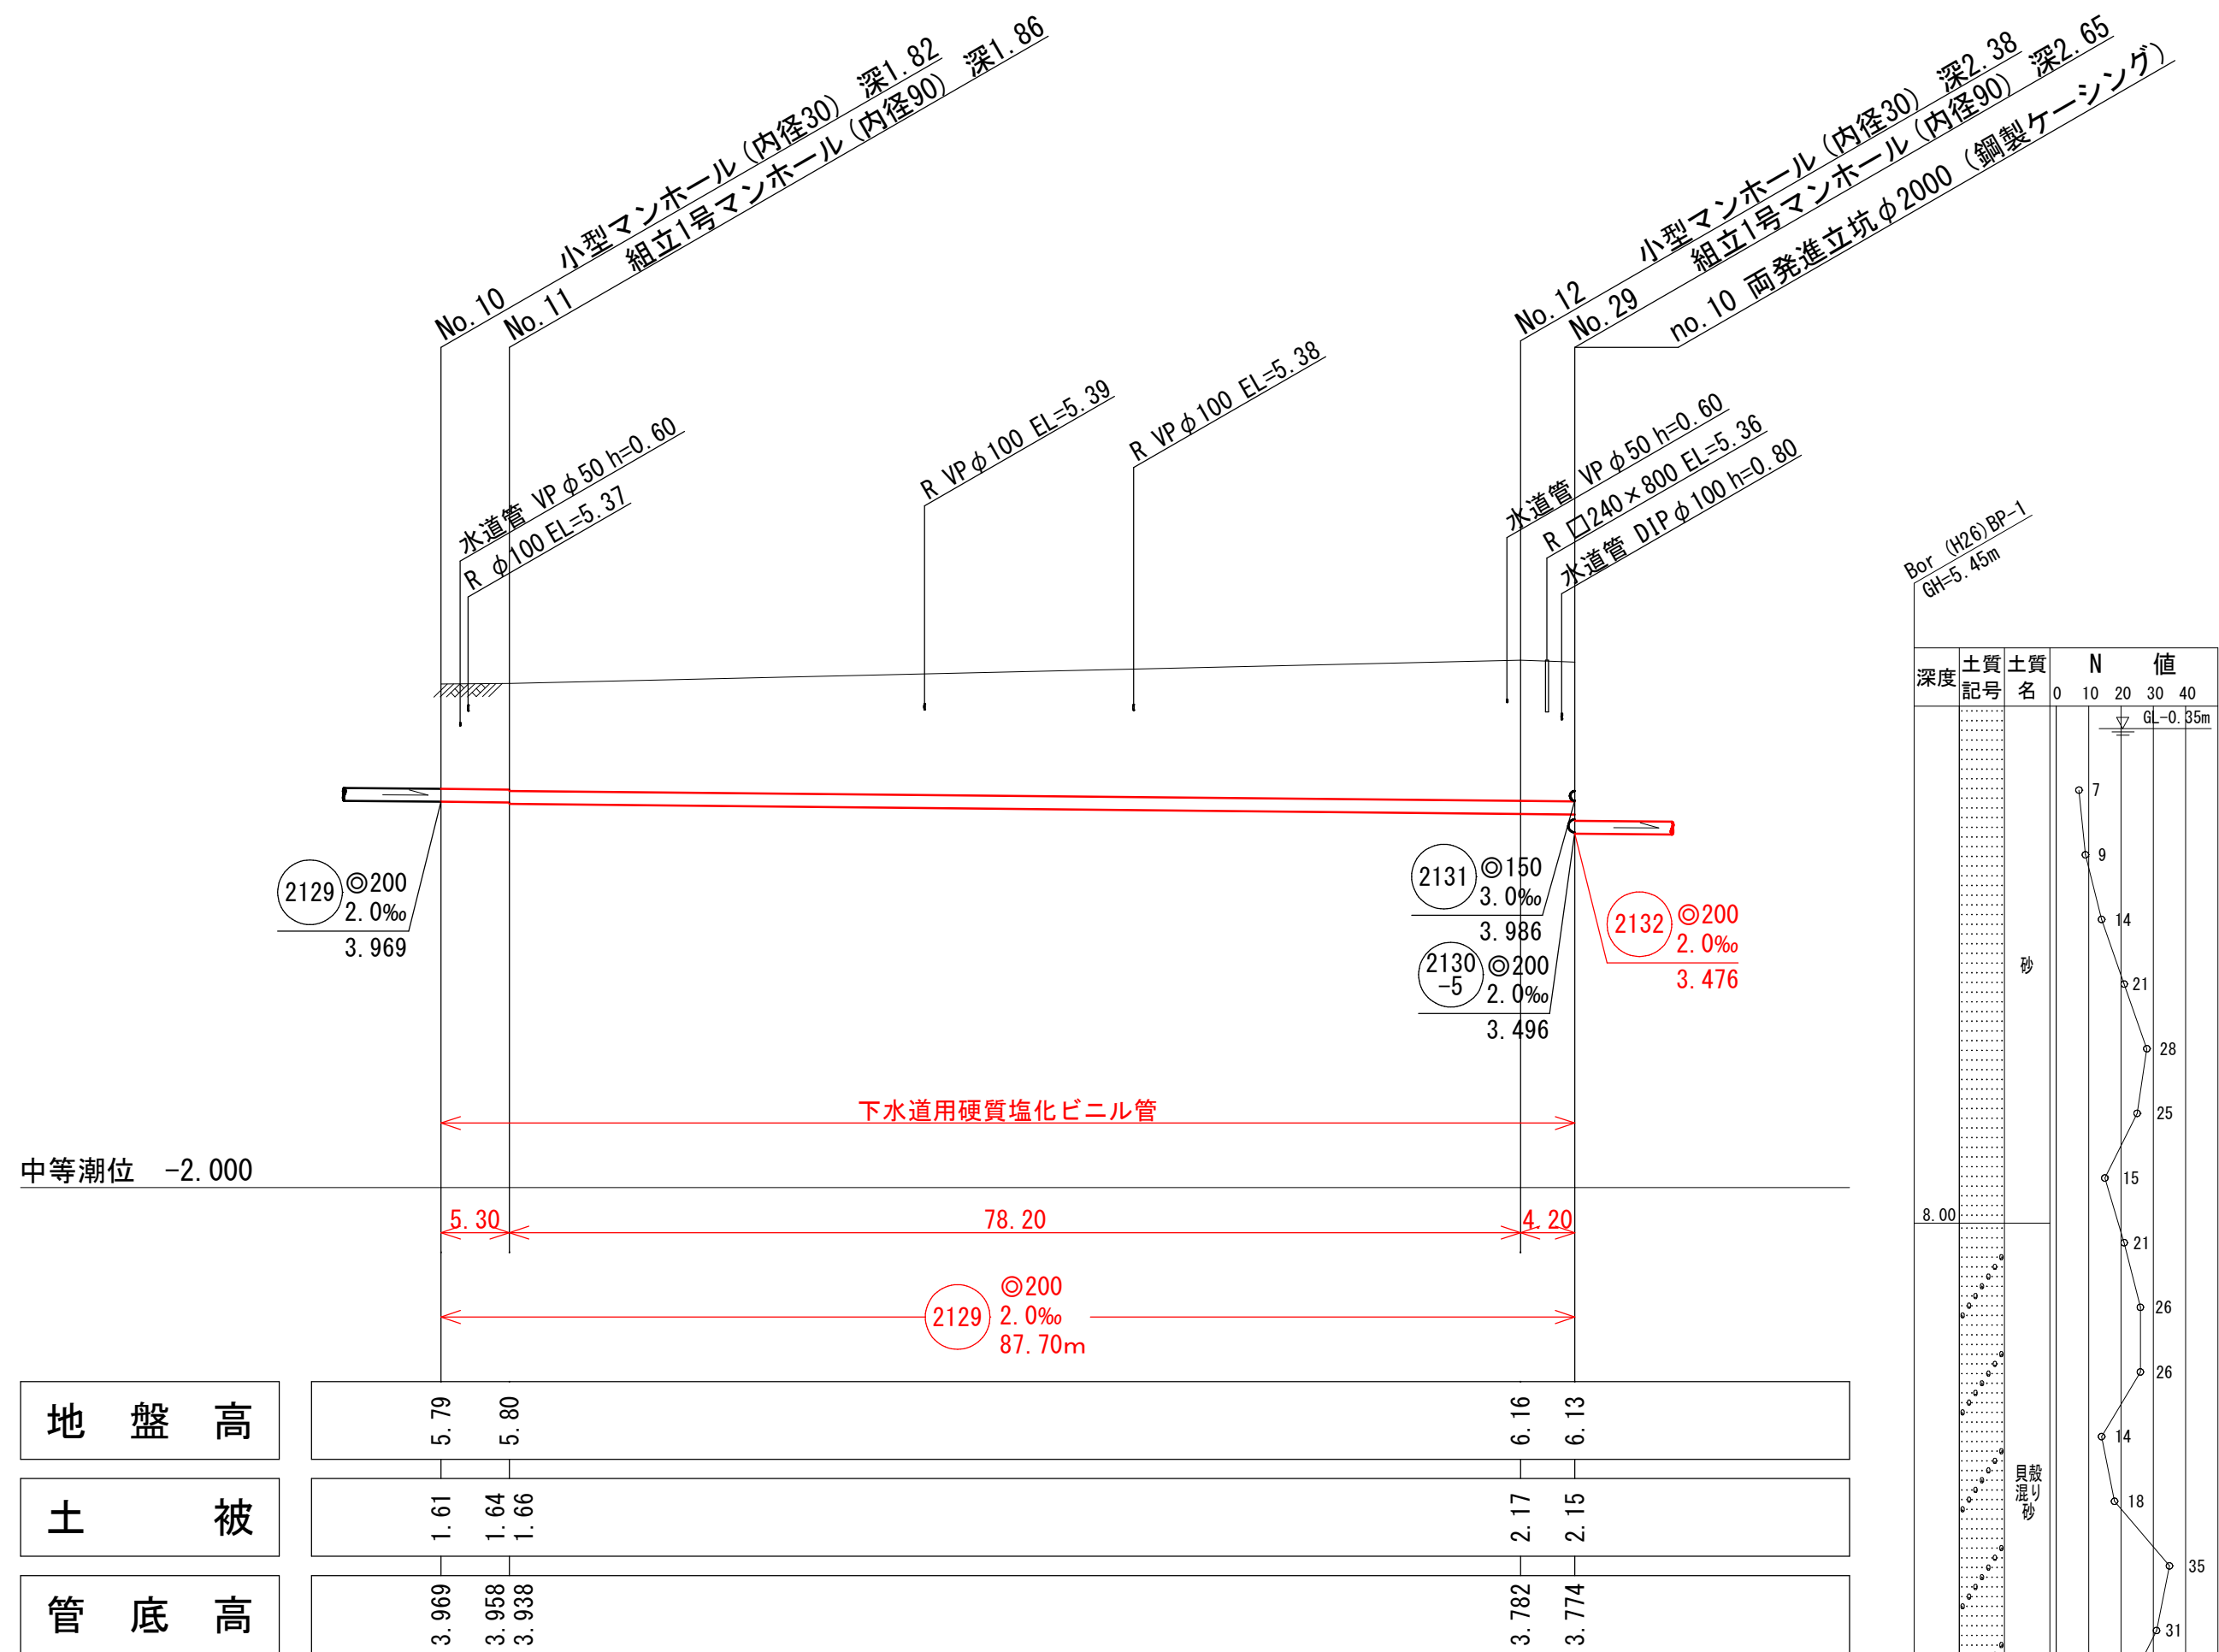 No.10 小型マンホール(内径30) 深1.82
No.11 組立1号マンホール(内径90) 深1.86
No.12 小型マンホール(内径30) 深2.38
No.29 組立1号マンホール(内径90) 深2.65
no.10 両発進立坑φ2000(鋼製ケーシング)
水道管 VPφ50 h=0.60
R φ100 EL=5.37
R VPφ100 EL=5.39
R VPφ100 EL=5.38
水道管 VPφ50 h=0.60
R □240×800 EL=5.36
水道管 DIPφ100 h=0.80
Bor (H26)BP-1
GH=5.45m
深度 土質記号 土質名 N 値
0 10 20 30 40
GL-0.35m
7
9
14
砂
21
28
25
15
8.00
21
26
26
14
貝殻混り砂
18
35
31
2129 ◎200
2.0‰
3.969
2131 ◎150
3.0‰
3.986
2130-5 ◎200
2.0‰
3.496
2132 ◎200
2.0‰
3.476
下水道用硬質塩化ビニル管
中等潮位 -2.000
5.30 78.20 4.20
2129 ◎200
2.0‰
87.70m
地盤高 5.79 5.80 6.16 6.13
土被 1.61 1.64 1.66 2.17 2.15
管底高 3.969 3.958 3.938 3.782 3.774